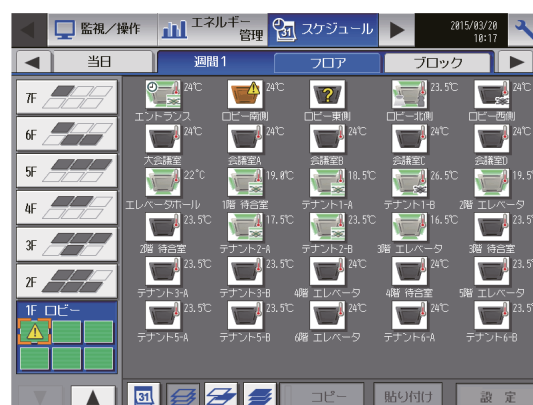 監視／操作
エネルギー管理
31
スケジュール
2015/03/20
10:17
当日
週間1
フロア
ブロック
7F
6F
5F
4F
3F
2F
1F ロビー
24℃ 24℃ 23.5℃ 24℃
エントランス ロビー南側 ロビー東側 ロビー北側 ロビー西側
24℃ 24℃ 24℃ 24℃ 24℃
大会議室 会議室A 会議室B 会議室C 会議室D
22℃ 19.0℃ 18.5℃ 26.5℃ 19.5
エレベータホール 1階 待合室 テナント1-A テナント1-B 2階 エレベータ
23.5℃ 17.5℃ 23.5℃ 16.5℃ 23.5
2階 待合室 テナント2-A テナント2-B 3階 エレベータ 3階 待合室
23.5℃ 23.5℃ 24℃ 24℃ 23.5
テナント3-A テナント3-B 4階 エレベータ 4階 待合室 5階 エレベータ
23.5℃ 23.5℃ 24℃ 24℃ 23.5
テナント5-A テナント5-B 6階 エレベータ テナント6-A テナント6-B
31
コピー
貼り付け
設 定